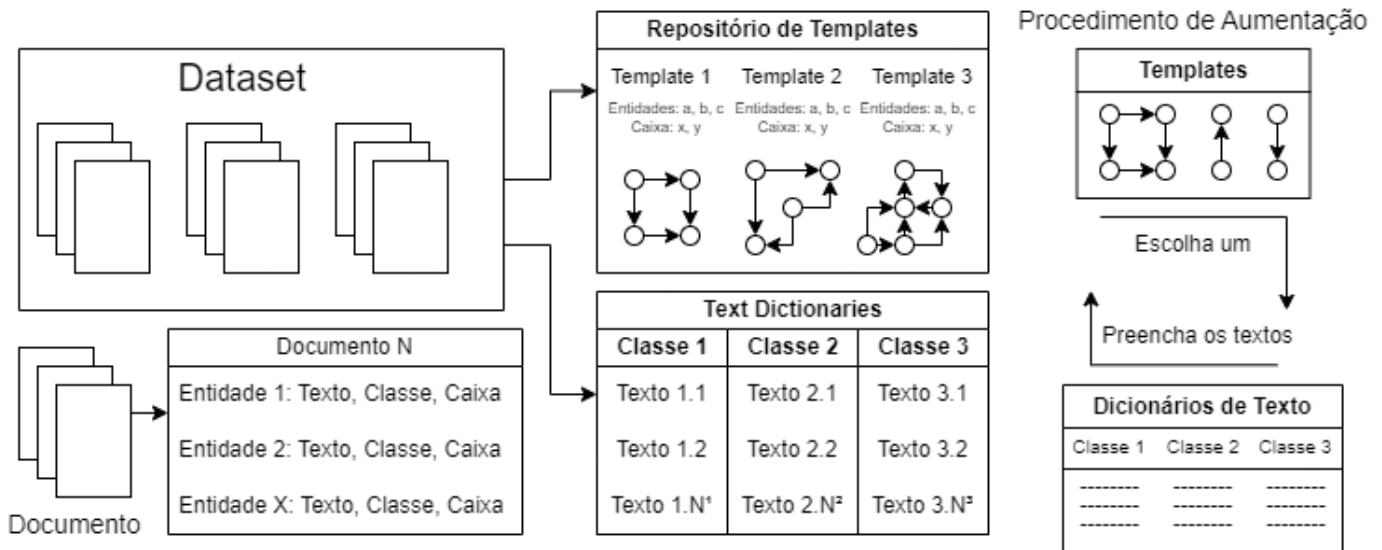 Dataset
Documento
Documento N
Entidade 1: Texto, Classe, Caixa
Entidade 2: Texto, Classe, Caixa
Entidade X: Texto, Classe, Caixa
Repositório de Templates
Template 1 Template 2 Template 3
Entidades: a, b, c Entidades: a, b, c Entidades: a, b, c
Caixa: x, y Caixa: x, y Caixa: x, y
Text Dictionaries
Classe 1 Classe 2 Classe 3
Texto 1.1 Texto 2.1 Texto 3.1
Texto 1.2 Texto 2.2 Texto 3.2
Texto 1.N¹ Texto 2.N² Texto 3.N³
Procedimento de Aumentação
Templates
Escolha um
Preencha os textos
Dicionários de Texto
Classe 1 Classe 2 Classe 3
-------- -------- --------
-------- -------- --------
-------- -------- --------